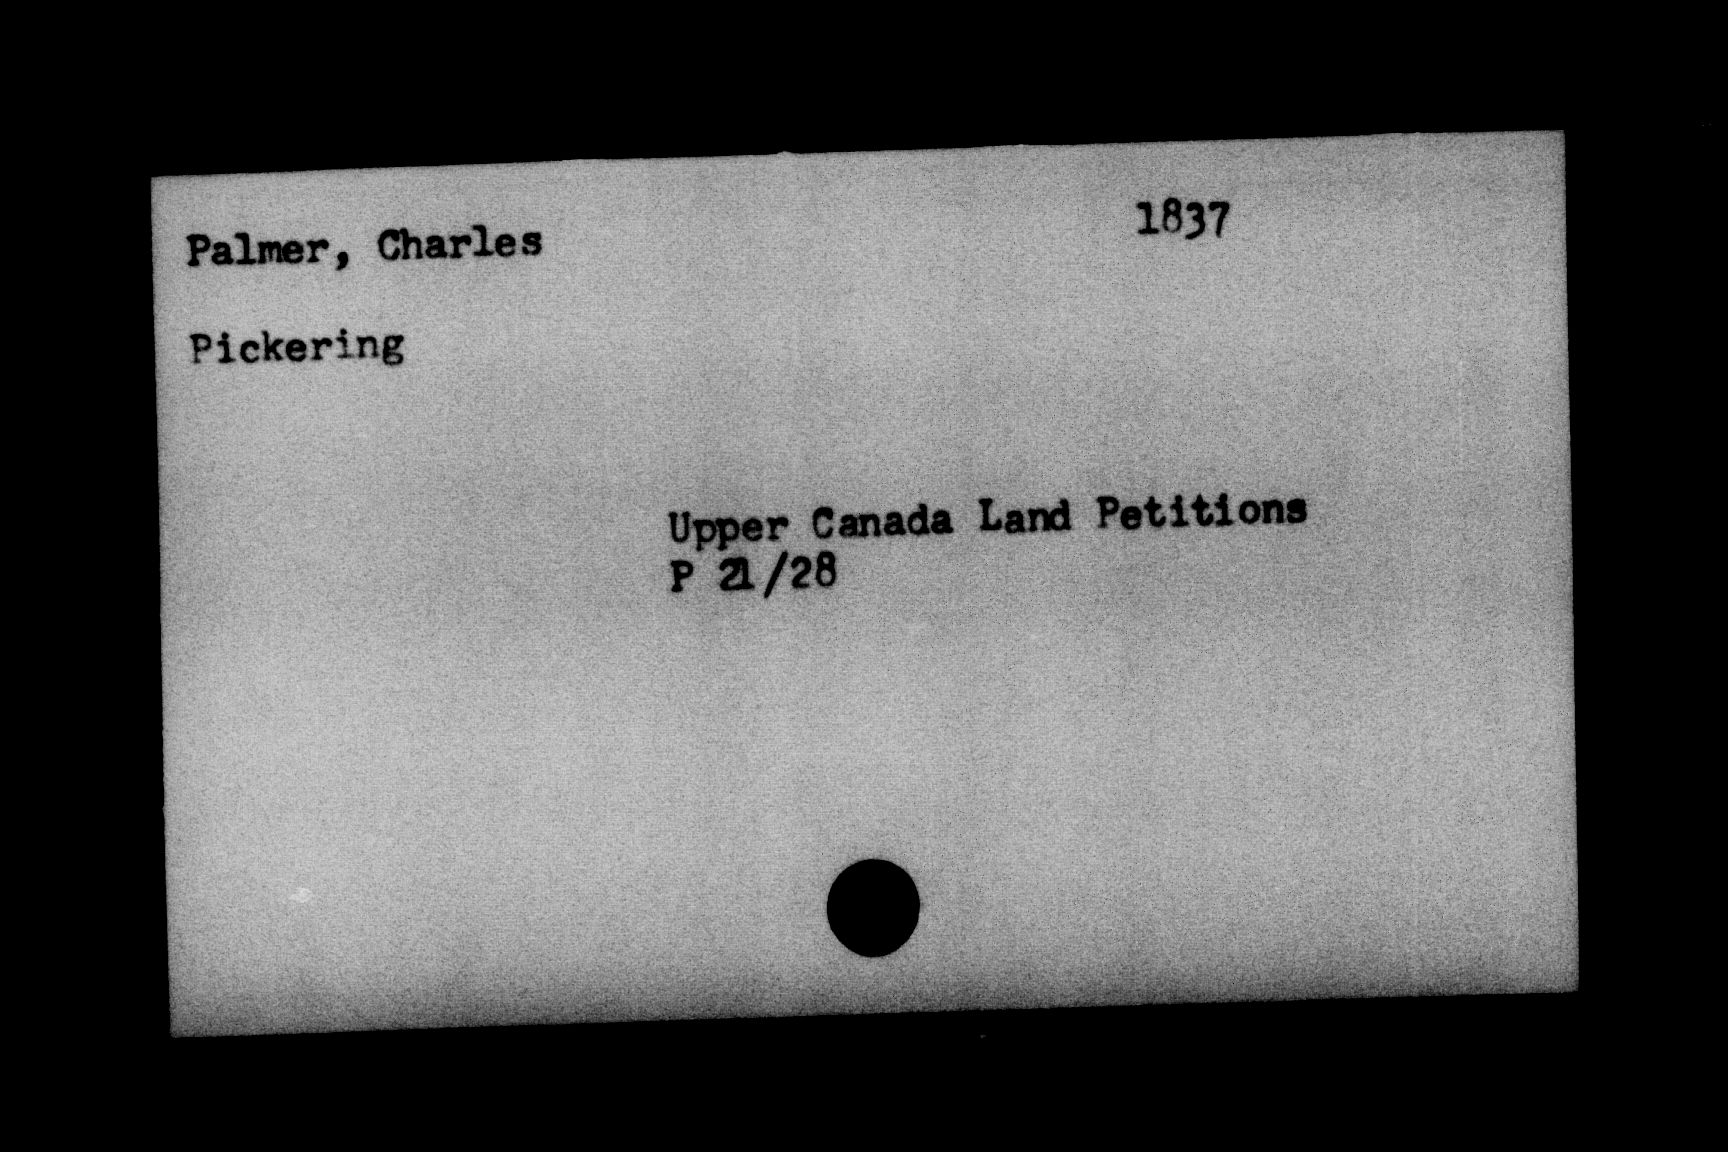 Palmer, Charles 1837
Pickering
Upper Canada Land Petitions
P 21/28